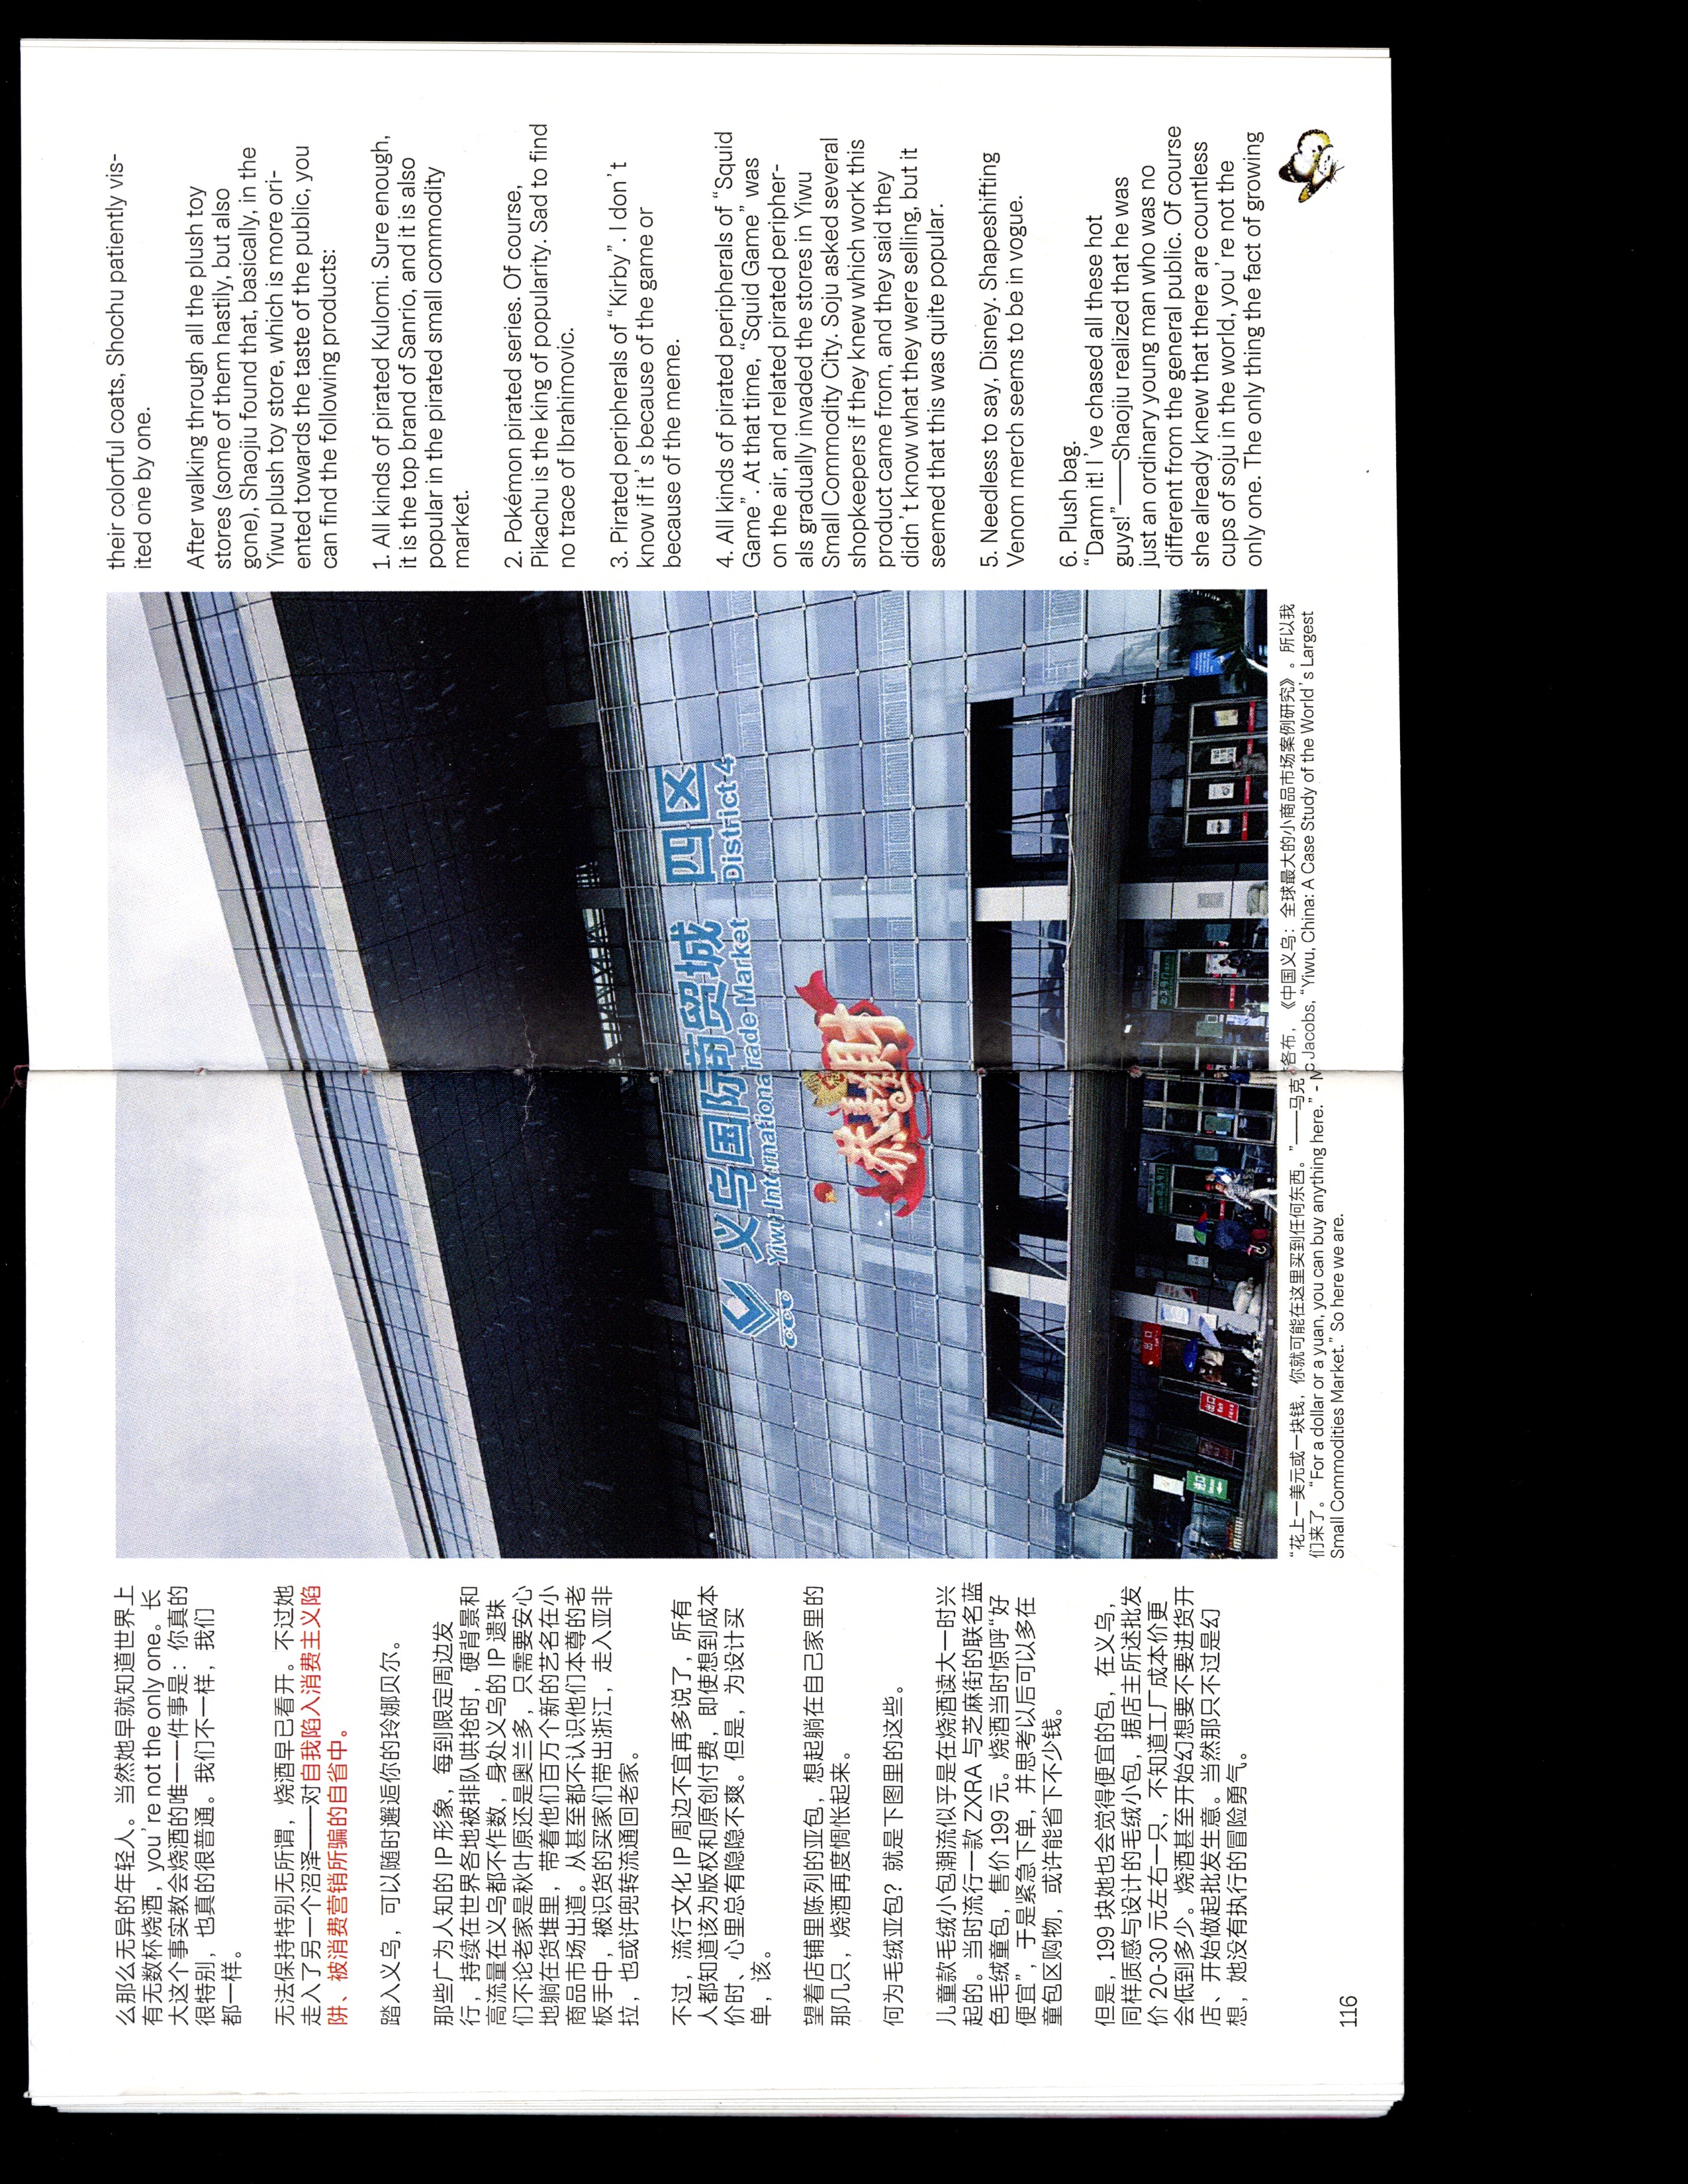 么那么无异的年轻人。当然她早就知道世界上
有无数杯烧酒，you're not the only one。长
大这个事实教会烧酒的唯一一件事是：你真的
很特别，也真的很普通。我们不一样，我们
都一样。
无法保持特别无所谓，烧酒早已看开。不过她
走入了另一个沼泽——对自我陷入消费主义陷
阱、被消费营销所骗的自省中。
踏入义乌，可以随时邂逅你的玲娜贝尔。
那些广为人知的 IP 形象，每到限定周边发
行，持续在世界各地被排队哄抢时，硬背景和
高流量在义乌都不作数，身处义乌的 IP 遗珠
们不论老家是秋叶原还是奥兰多，只需要安心
地躺在货堆里，带着他们百万个新的艺名在小
商品市场出道。从甚至都不认识他们本尊的老
板手中，被识货的买家们带出浙江，走入亚非
拉，也或许兜转流通回老家。
不过，流行文化 IP 周边不宜再多说了，所有
人都知道该为版权和原创付费，即使想到成本
价时、心里总有隐隐不爽。但是，为设计买
单，该。
望着店铺里陈列的亚包，想起躺在自己家里的
那几只，烧酒再度惆怅起来。
何为毛绒亚包？就是下图里的这些。
儿童款毛绒小包潮流似乎是在烧酒读大一时兴
起的。当时流行一款 ZXRA 与芝麻街的联名蓝
色毛绒童包，售价 199 元。烧酒当时惊呼“好
便宜”，于是紧急下单，并思考以后可以多在
童包区购物，或许能省下不少钱。
但是，199 块她也会觉得便宜的包，在义乌，
同样质感与设计的毛绒小包，据店主所述批发
价 20-30 元左右一只，不知道工厂成本价更
会低到多少。烧酒甚至开始幻想要不要进货开
店、开始做起批发生意。当然那只不过是幻
想，她没有执行的冒险勇气。
116
义乌国际商贸城 四区
Yiwu International Trade Market District 4
CCC
恭喜發財
出口
进口
出口
Exit
“花上一美元或一块钱，你就可能在这里买到任何东西。”——马克 各布，《中国义乌：全球最大的小商品市场案例研究》。所以我
们来了。“For a dollar or a yuan, you can buy anything here.” - M c Jacobs, “Yiwu, China: A Case Study of the World's Largest
Small Commodities Market.” So here we are.
their colorful coats, Shochu patiently vis-
ited one by one.
After walking through all the plush toy
stores (some of them hastily, but also
gone), Shaojiu found that, basically, in the
Yiwu plush toy store, which is more ori-
ented towards the taste of the public, you
can find the following products:
1. All kinds of pirated Kulomi. Sure enough,
it is the top brand of Sanrio, and it is also
popular in the pirated small commodity
market.
2. Pokémon pirated series. Of course,
Pikachu is the king of popularity. Sad to find
no trace of Ibrahimovic.
3. Pirated peripherals of “Kirby”. I don't
know if it's because of the game or
because of the meme.
4. All kinds of pirated peripherals of “Squid
Game”. At that time, “Squid Game” was
on the air, and related pirated peripher-
als gradually invaded the stores in Yiwu
Small Commodity City. Soju asked several
shopkeepers if they knew which work this
product came from, and they said they
didn't know what they were selling, but it
seemed that this was quite popular.
5. Needless to say, Disney. Shapeshifting
Venom merch seems to be in vogue.
6. Plush bag.
“Damn it! I've chased all these hot
guys!”——Shaojiu realized that he was
just an ordinary young man who was no
different from the general public. Of course
she already knew that there are countless
cups of soju in the world, you're not the
only one. The only thing the fact of growing